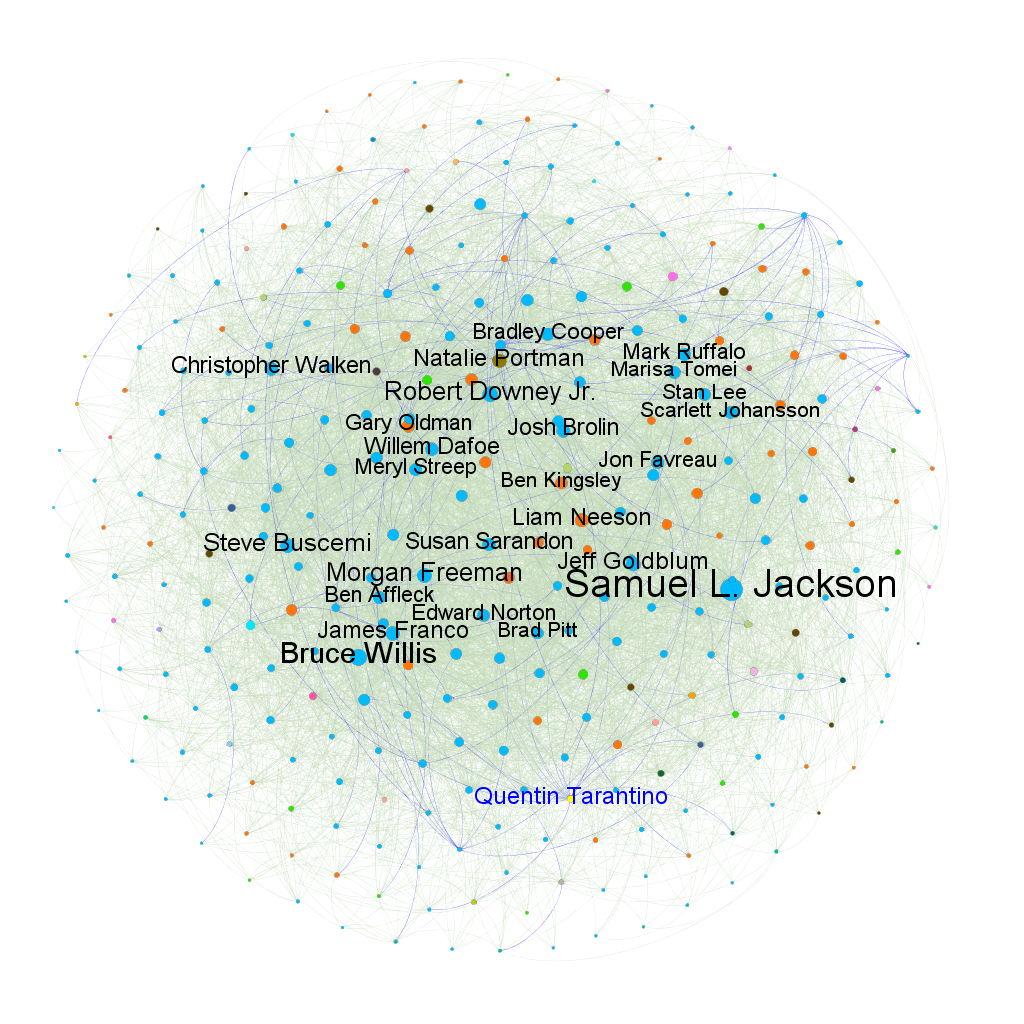 Bradley Cooper
Mark Ruffalo
Natalie Portman
Christopher Walken
Marisa Tomei
Robert Downey Jr.
Stan Lee
Scarlett Johansson
Gary Oldman
Josh Brolin
Willem Dafoe
Jon Favreau
Meryl Streep
Ben Kingsley
Liam Neeson
Steve Buscemi
Susan Sarandon
Jeff Goldblum
Morgan Freeman
Samuel L. Jackson
Ben Affleck
Edward Norton
James Franco
Brad Pitt
Bruce Willis
Quentin Tarantino